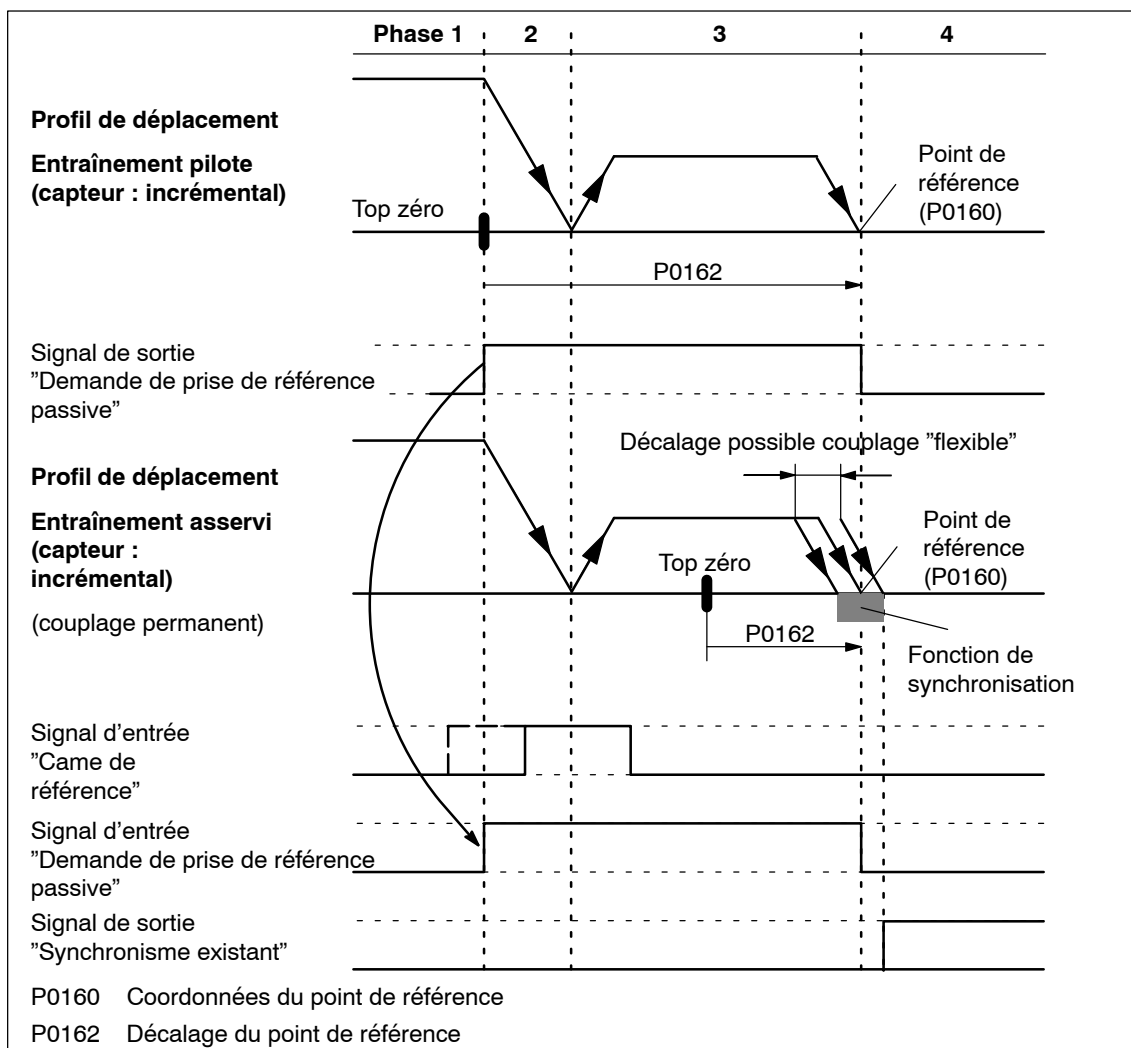 Phase 1 2 3 4
Profil de déplacement
Entraînement pilote
(capteur : incrémental)
Top zéro
Point de
référence
(P0160)
P0162
Signal de sortie
”Demande de prise de référence
passive”
Décalage possible couplage ”flexible”
Profil de déplacement
Entraînement asservi
(capteur :
incrémental)
(couplage permanent)
Top zéro
Point de
référence
(P0160)
P0162
Fonction de
synchronisation
Signal d’entrée
”Came de
référence”
Signal d’entrée
”Demande de prise de référence
passive”
Signal de sortie
”Synchronisme existant”
P0160 Coordonnées du point de référence
P0162 Décalage du point de référence